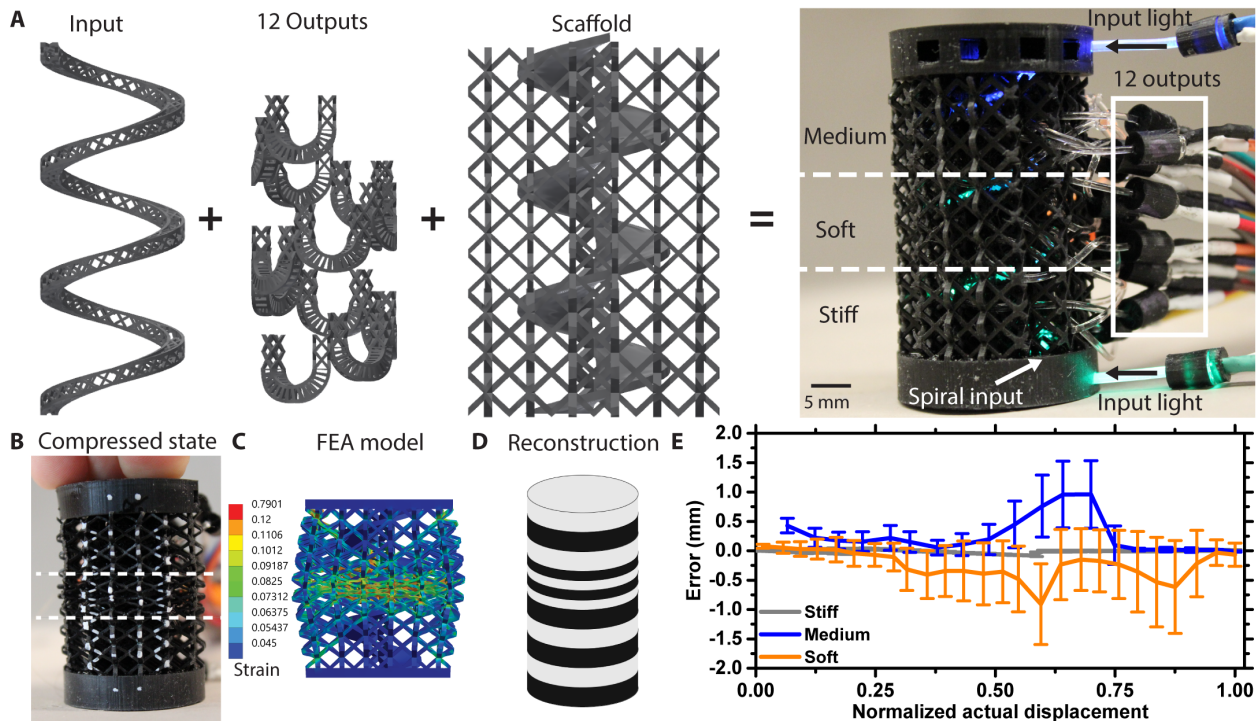 A
Input
12 Outputs
Scaffold
+
+
=
Input light
12 outputs
Medium
Soft
Stiff
5 mm
Spiral input
Input light
B
Compressed state
C
FEA model
0.7901
0.12
0.1106
0.1012
0.09187
0.0825
0.07312
0.06375
0.05437
0.045
Strain
D
Reconstruction
E
2.0
1.5
1.0
0.5
0.0
-0.5
-1.0
-1.5
-2.0
Error (mm)
Stiff
Medium
Soft
0.00
0.25
0.50
0.75
1.00
Normalized actual displacement